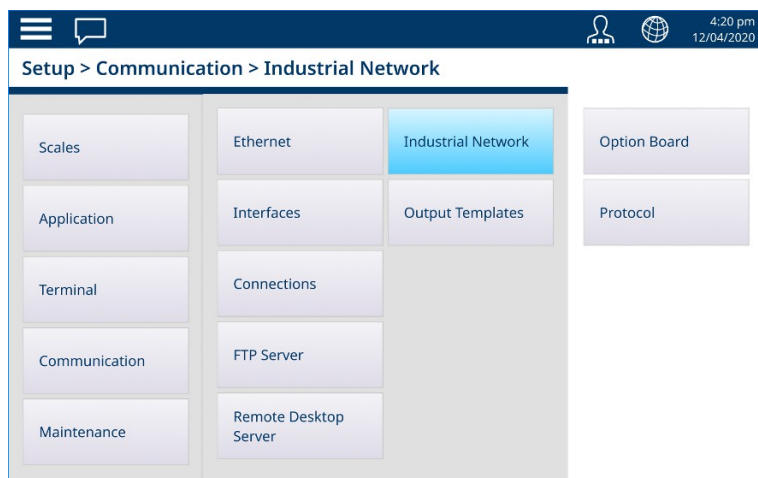 4:20 pm
12/04/2020
Setup > Communication > Industrial Network
Scales
Application
Terminal
Communication
Maintenance
Ethernet
Interfaces
Connections
FTP Server
Remote Desktop
Server
Industrial Network
Output Templates
Option Board
Protocol